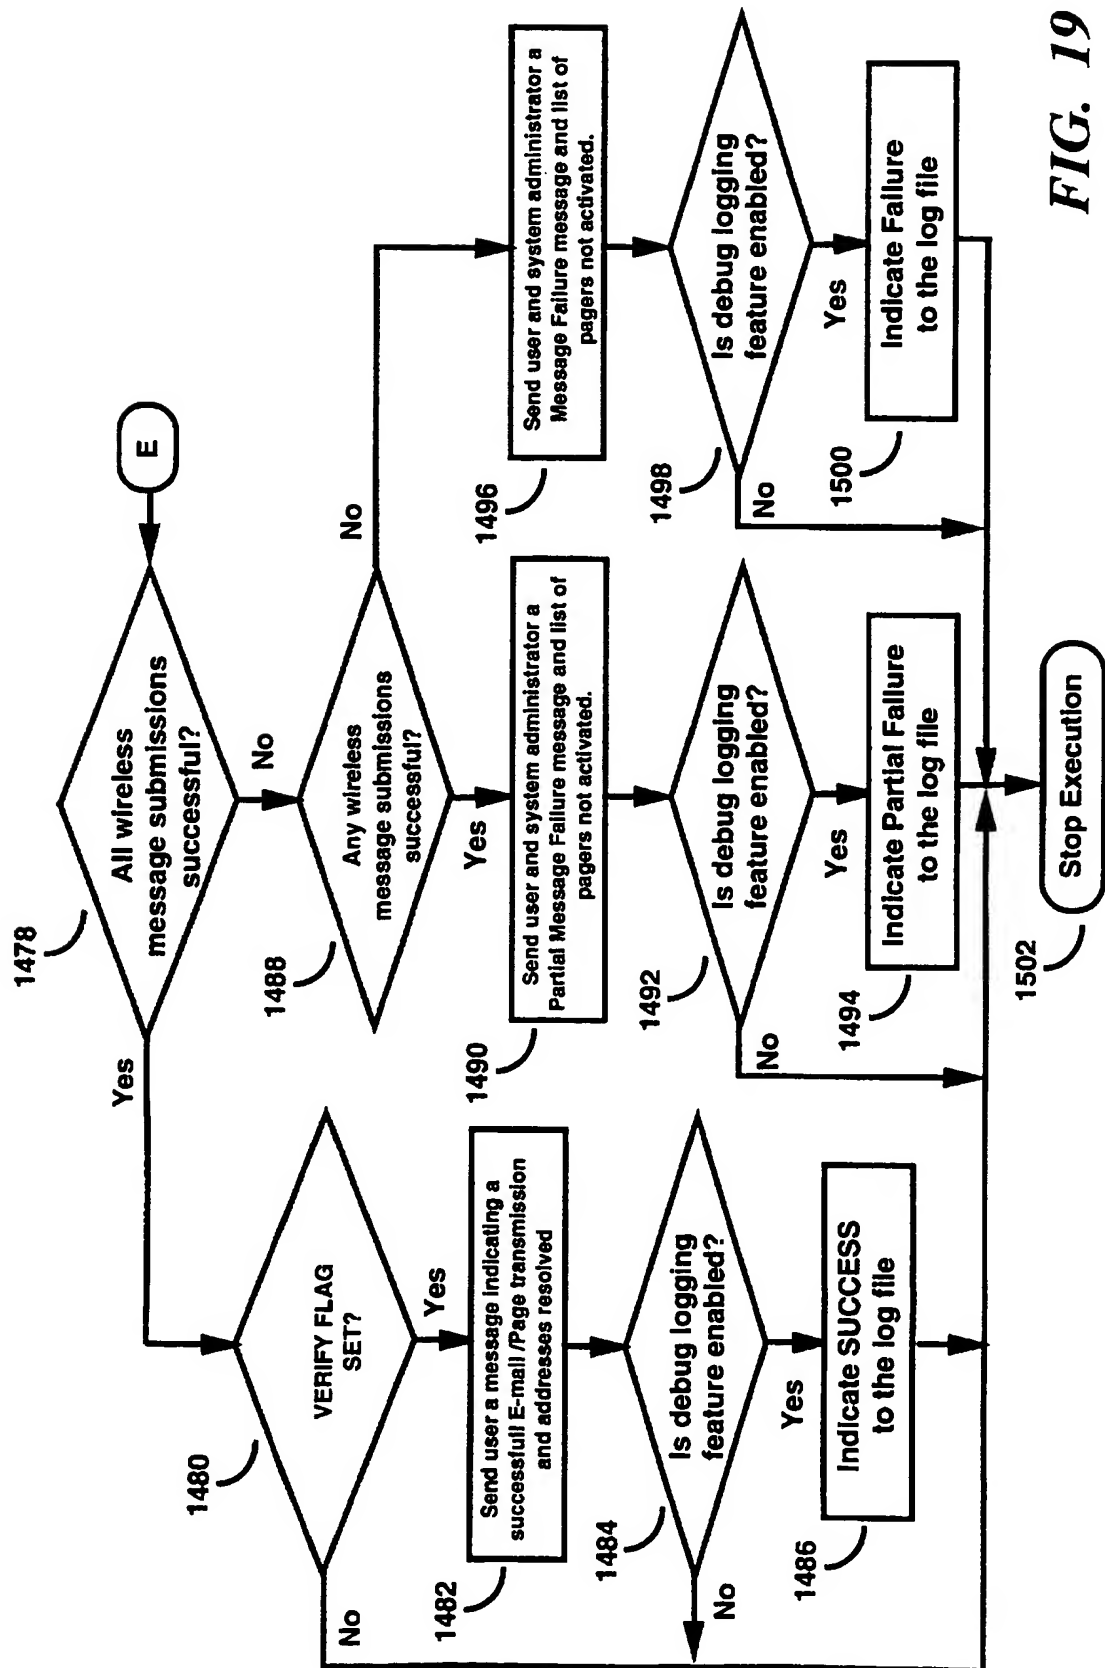 E
1478
All wireless
message submissions
successful?
Yes
No
1480
VERIFY FLAG
SET?
No
Yes
1482
Send user a message indicating a
successfull E-mail /Page transmission
and addresses resolved
1484
Is debug logging
feature enabled?
No
Yes
1486
Indicate SUCCESS
to the log file
1488
Any wireless
message submissions
successful?
Yes
No
1490
Send user and system administrator a
Partial Message Failure message and list of
pagers not activated.
1492
Is debug logging
feature enabled?
No
Yes
1494
Indicate Partial Failure
to the log file
1496
Send user and system administrator a
Message Failure message and list of
pagers not activated.
1498
Is debug logging
feature enabled?
No
Yes
1500
Indicate Failure
to the log file
1502
Stop Execution
FIG. 19